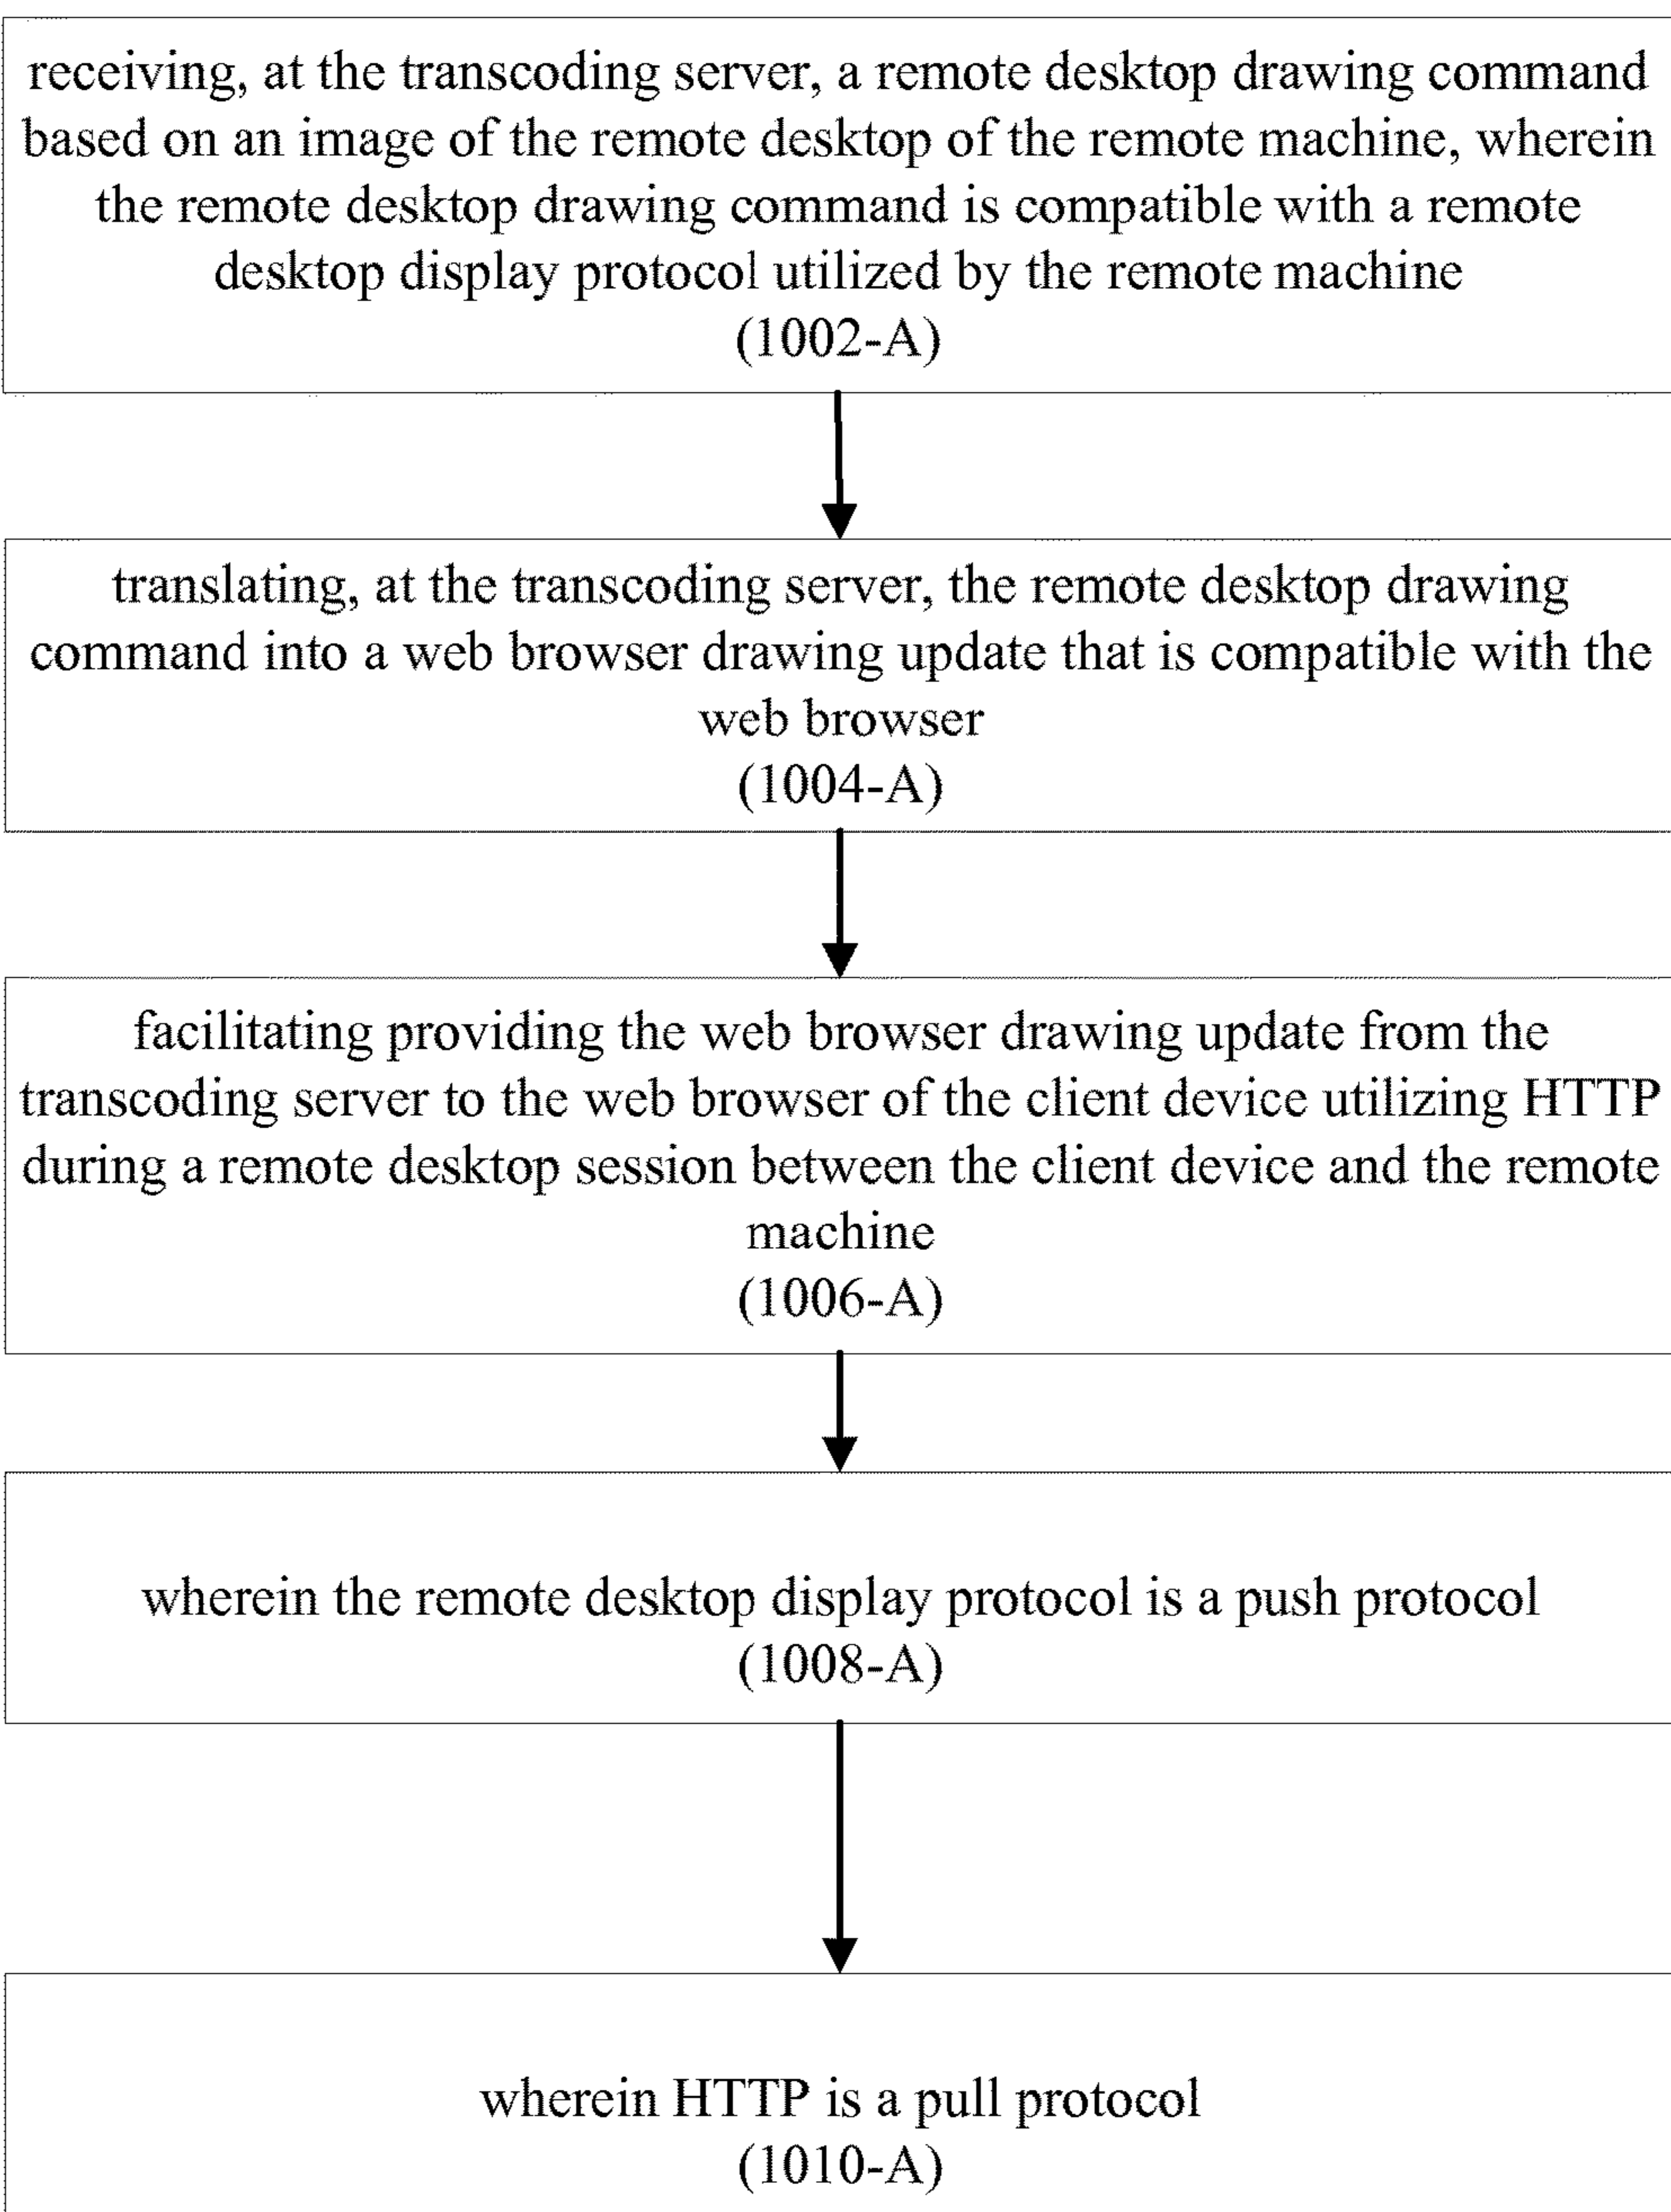 receiving, at the transcoding server, a remote desktop drawing command
based on an image of the remote desktop of the remote machine, wherein
the remote desktop drawing command is compatible with a remote
desktop display protocol utilized by the remote machine
(1002-A)
translating, at the transcoding server, the remote desktop drawing
command into a web browser drawing update that is compatible with the
web browser
(1004-A)
facilitating providing the web browser drawing update from the
transcoding server to the web browser of the client device utilizing HTTP
during a remote desktop session between the client device and the remote
machine
(1006-A)
wherein the remote desktop display protocol is a push protocol
(1008-A)
wherein HTTP is a pull protocol
(1010-A)